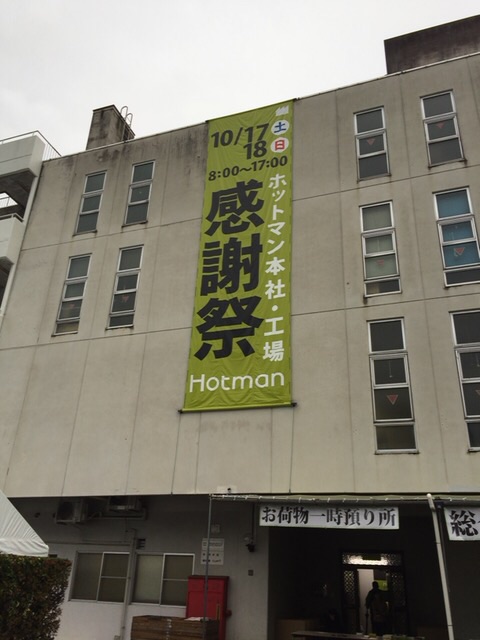 10/17土
18日
8:00〜17:00
ホットマン本社・工場
感謝祭
Hotman
お荷物一時預り所
総